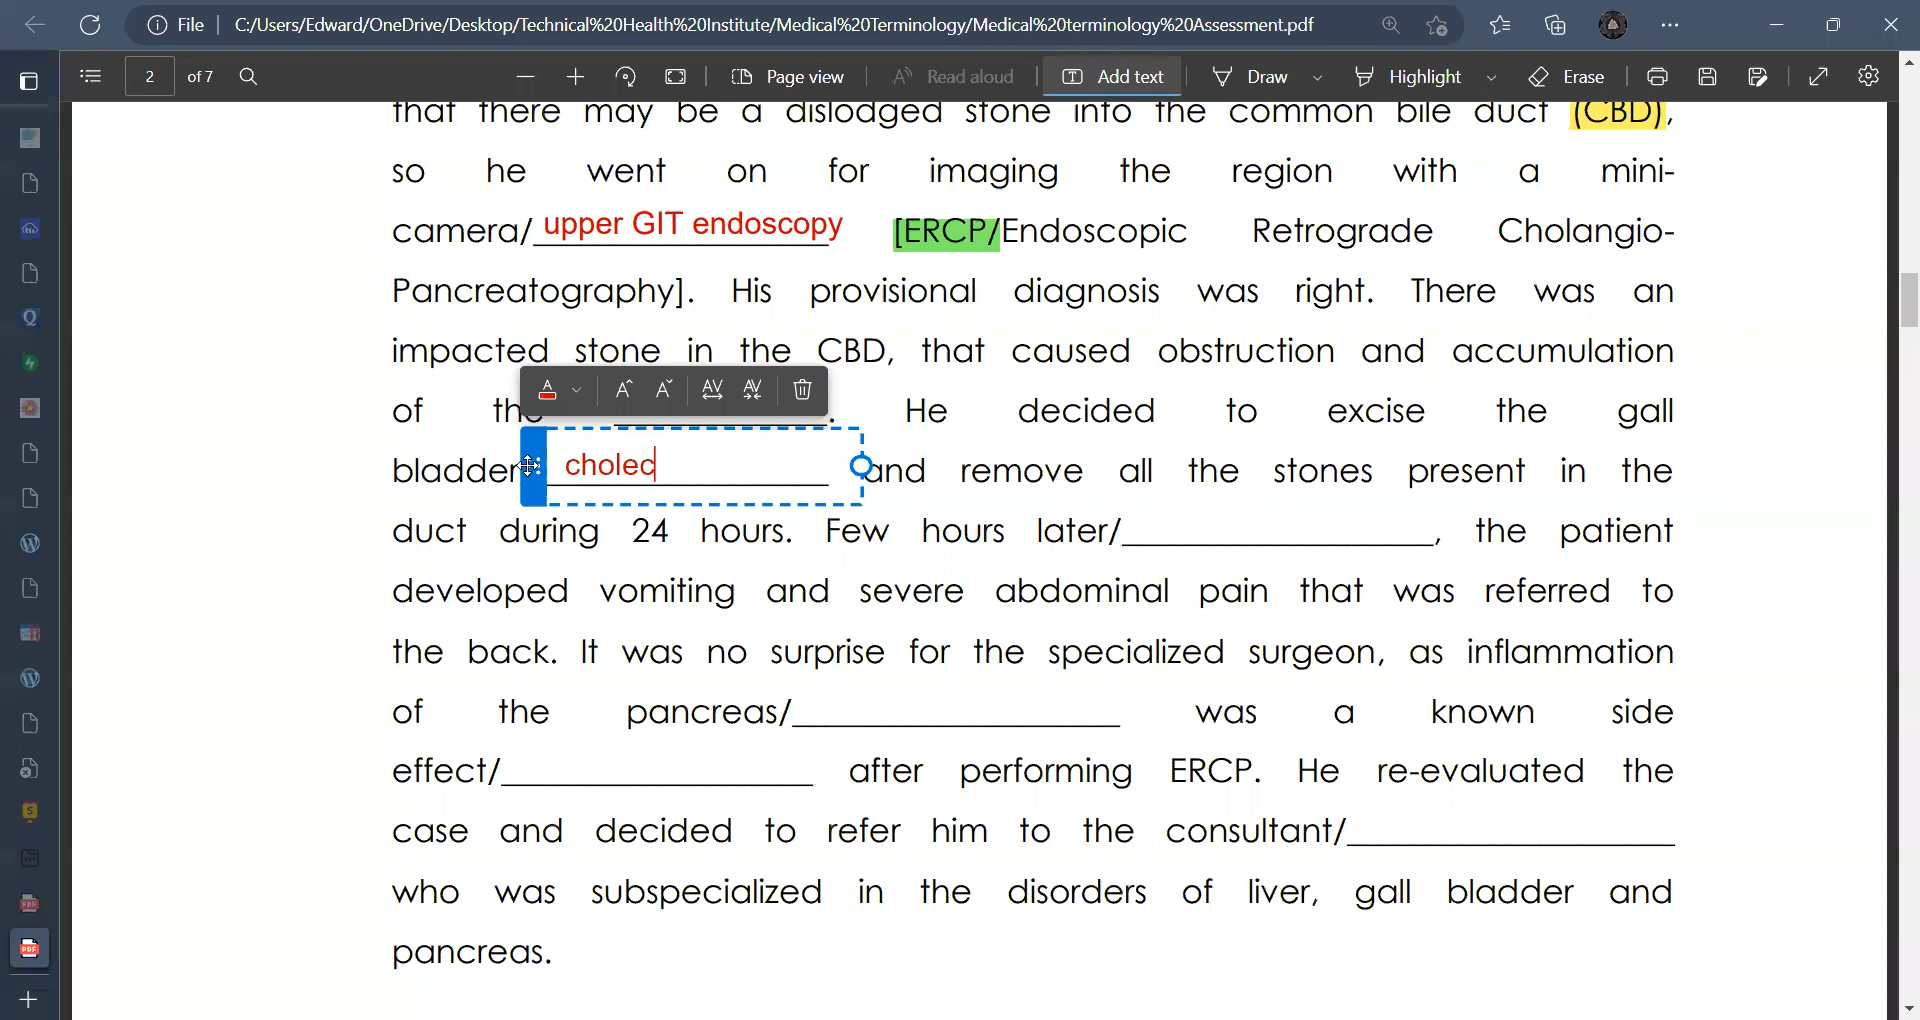 File C:/Users/Edward/OneDrive/Desktop/Technical%20Health%20Institute/Medical%20Terminology/Medical%20terminology%20Assessment.pdf
2 of 7 Page view Read aloud Add text Draw Highlight Erase
that there may be a dislodged stone into the common bile duct (CBD),
so he went on for imaging the region with a mini-
camera/ upper GIT endoscopy [ERCP/Endoscopic Retrograde Cholangio-
Pancreatography]. His provisional diagnosis was right. There was an
impacted stone in the CBD, that caused obstruction and accumulation
of the ____________. He decided to excise the gall
bladder choled and remove all the stones present in the
duct during 24 hours. Few hours later/__________________, the patient
developed vomiting and severe abdominal pain that was referred to
the back. It was no surprise for the specialized surgeon, as inflammation
of the pancreas/___________________ was a known side
effect/__________________ after performing ERCP. He re-evaluated the
case and decided to refer him to the consultant/___________________
who was subspecialized in the disorders of liver, gall bladder and
pancreas.